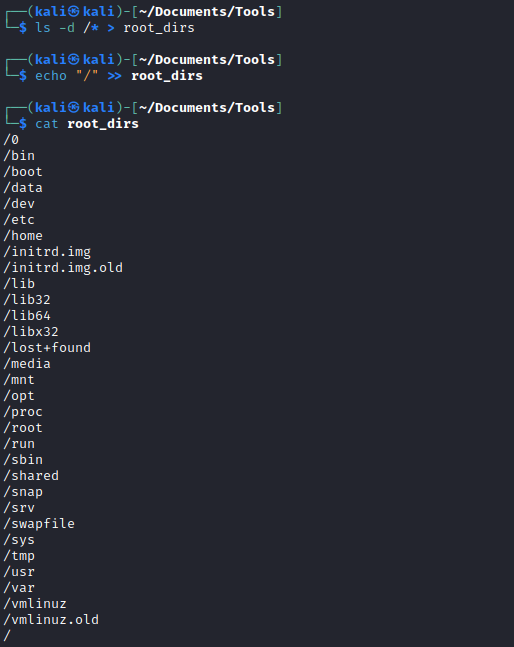 ┌──(kali㉿kali)-[~/Documents/Tools]
└─$ ls -d /* > root_dirs
┌──(kali㉿kali)-[~/Documents/Tools]
└─$ echo "/" >> root_dirs
┌──(kali㉿kali)-[~/Documents/Tools]
└─$ cat root_dirs
/0
/bin
/boot
/data
/dev
/etc
/home
/initrd.img
/initrd.img.old
/lib
/lib32
/lib64
/libx32
/lost+found
/media
/mnt
/opt
/proc
/root
/run
/sbin
/shared
/snap
/srv
/swapfile
/sys
/tmp
/usr
/var
/vmlinuz
/vmlinuz.old
/